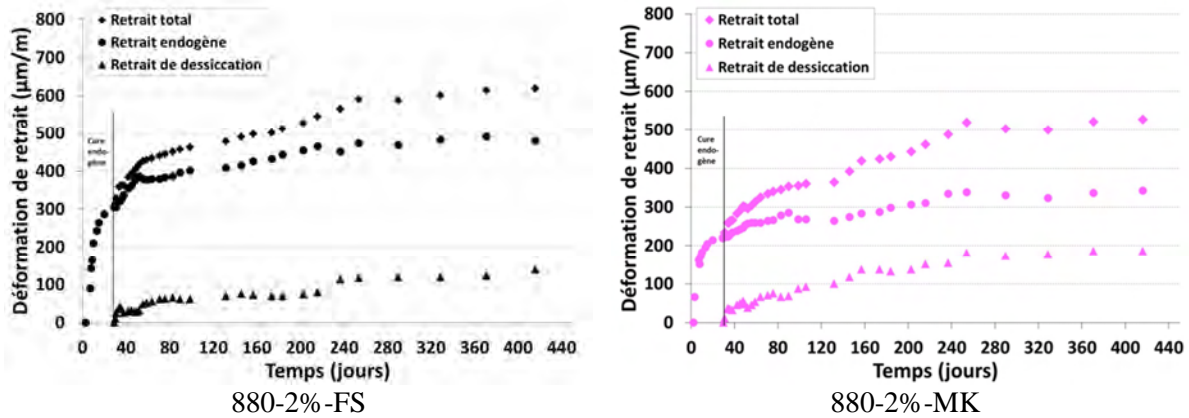 800
700
600
500
400
300
200
100
0
Déformation de retrait (µm/m)
Retrait total
Retrait endogène
Retrait de dessiccation
Cure
endo-
gène
0 40 80 120 160 200 240 280 320 360 400 440
Temps (jours)
880-2%-FS
800
700
600
500
400
300
200
100
0
Déformation de retrait (µm/m)
Retrait total
Retrait endogène
Retrait de dessiccation
Cure
endo-
gène
0 40 80 120 160 200 240 280 320 360 400 440
Temps (jours)
880-2%-MK